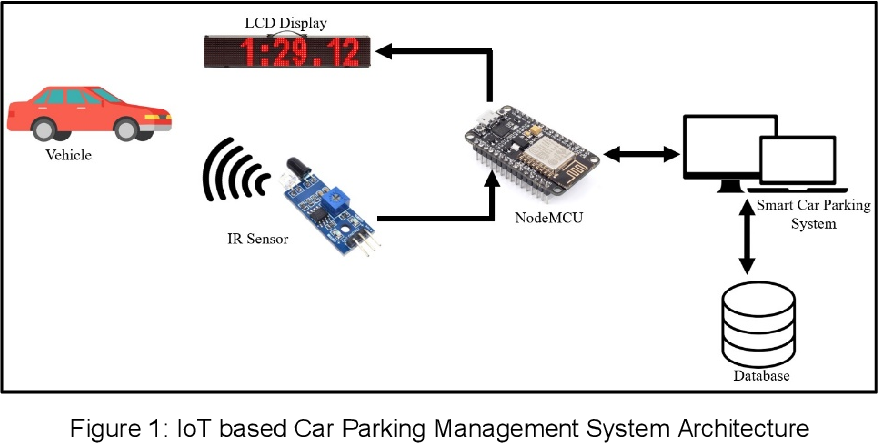 LCD Display
1:29.12
Vehicle
IR Sensor
NodeMCU
Smart Car Parking
System
Database
Figure 1: IoT based Car Parking Management System Architecture